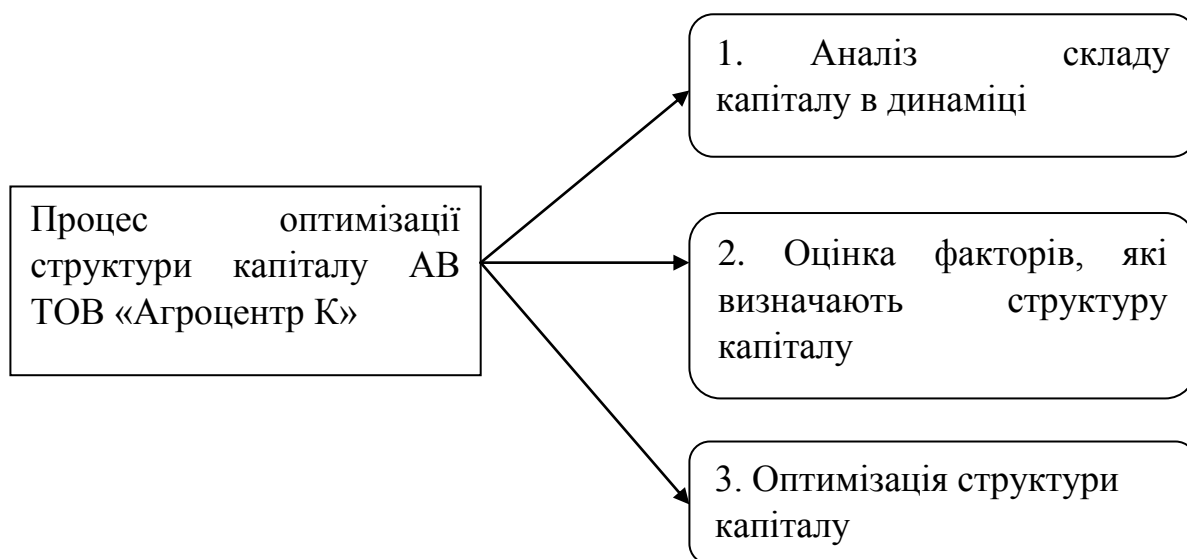 1. Аналіз складу
капіталу в динаміці
Процес оптимізації
структури капіталу АВ
ТОВ «Агроцентр К»
2. Оцінка факторів, які
визначають структуру
капіталу
3. Оптимізація структури
капіталу